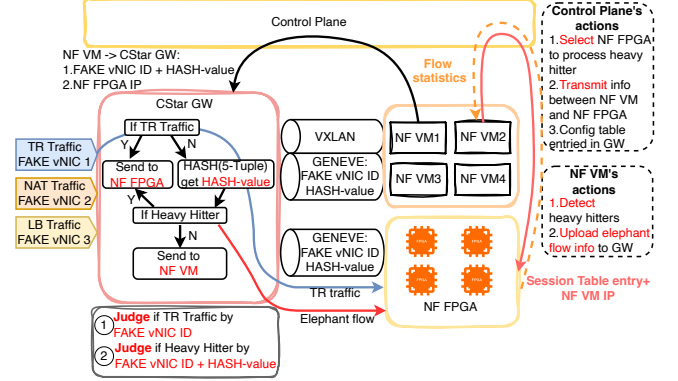 Control Plane
Control Plane's
actions
1.Select NF FPGA
to process heavy
hitter
2.Transmit info
between NF VM
and NF FPGA
3.Config table
entried in GW
NF VM -> CStar GW:
1.FAKE vNIC ID + HASH-value
2.NF FPGA IP
Flow
statistics
CStar GW
If TR Traffic
Y
N
Send to
NF FPGA
HASH(5-Tuple)
get HASH-value
Y
If Heavy Hitter
N
Send to
NF VM
TR Traffic
FAKE vNIC 1
NAT Traffic
FAKE vNIC 2
LB Traffic
FAKE vNIC 3
VXLAN
GENEVE:
FAKE vNIC ID
HASH-value
GENEVE:
FAKE vNIC ID
HASH-value
NF VM1
NF VM2
NF VM3
NF VM4
NF VM's
actions
1.Detect
heavy hitters
2.Upload elephant
flow info to GW
FPGA
FPGA
FPGA
FPGA
NF FPGA
TR traffic
Elephant flow
Session Table entry+
NF VM IP
1 Judge if TR Traffic by
FAKE vNIC ID
2 Judge if Heavy Hitter by
FAKE vNIC ID + HASH-value